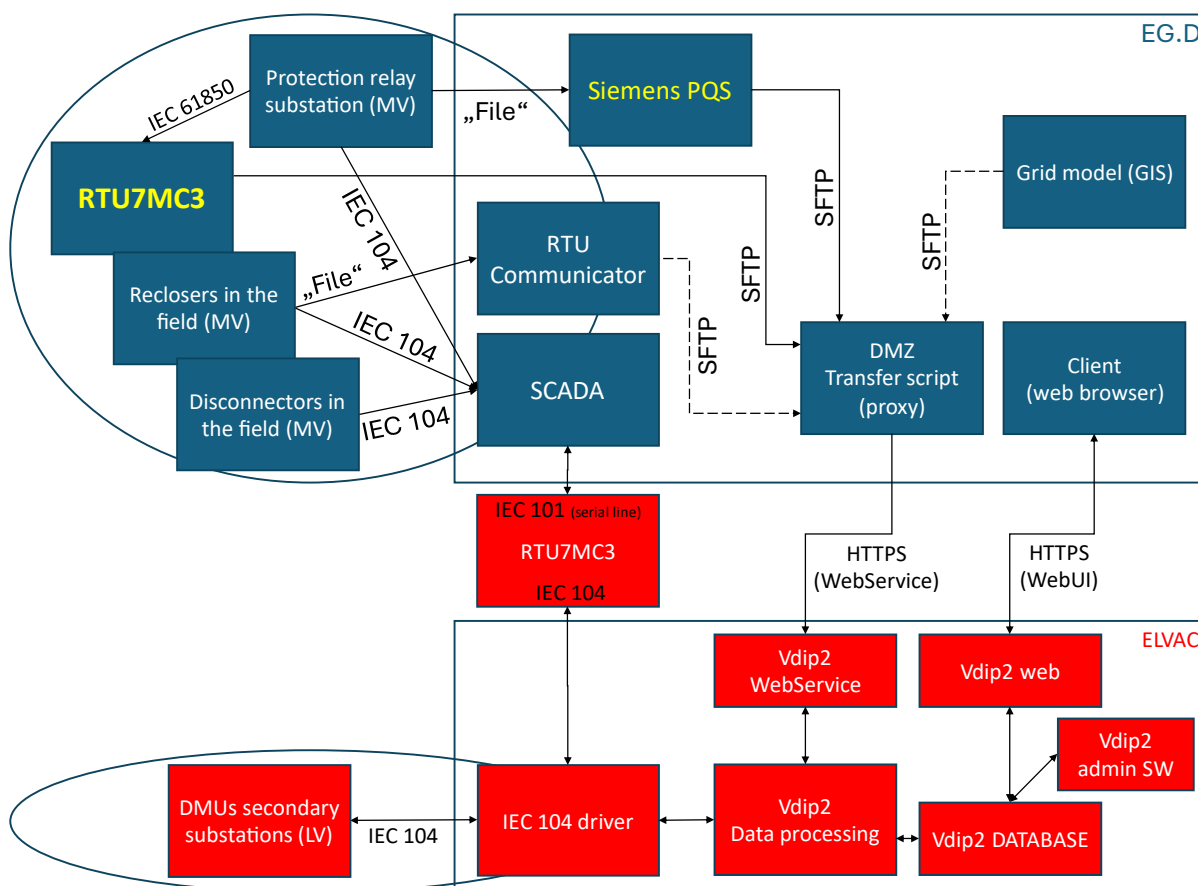 EG.D
Protection relay
substation (MV)
IEC 61850
„File“
Siemens PQS
RTU7MC3
IEC 104
SFTP
Grid model (GIS)
SFTP
RTU
Communicator
„File“
Reclosers in the
field (MV)
IEC 104
SFTP
SFTP
DMZ
Transfer script
(proxy)
Client
(web browser)
SCADA
Disconnectors in
the field (MV)
IEC 104
IEC 101 (serial line)
RTU7MC3
IEC 104
HTTPS
(WebService)
HTTPS
(WebUI)
ELVAC
Vdip2
WebService
Vdip2 web
Vdip2
admin SW
DMUs secondary
substations (LV)
IEC 104
IEC 104 driver
Vdip2
Data processing
Vdip2 DATABASE